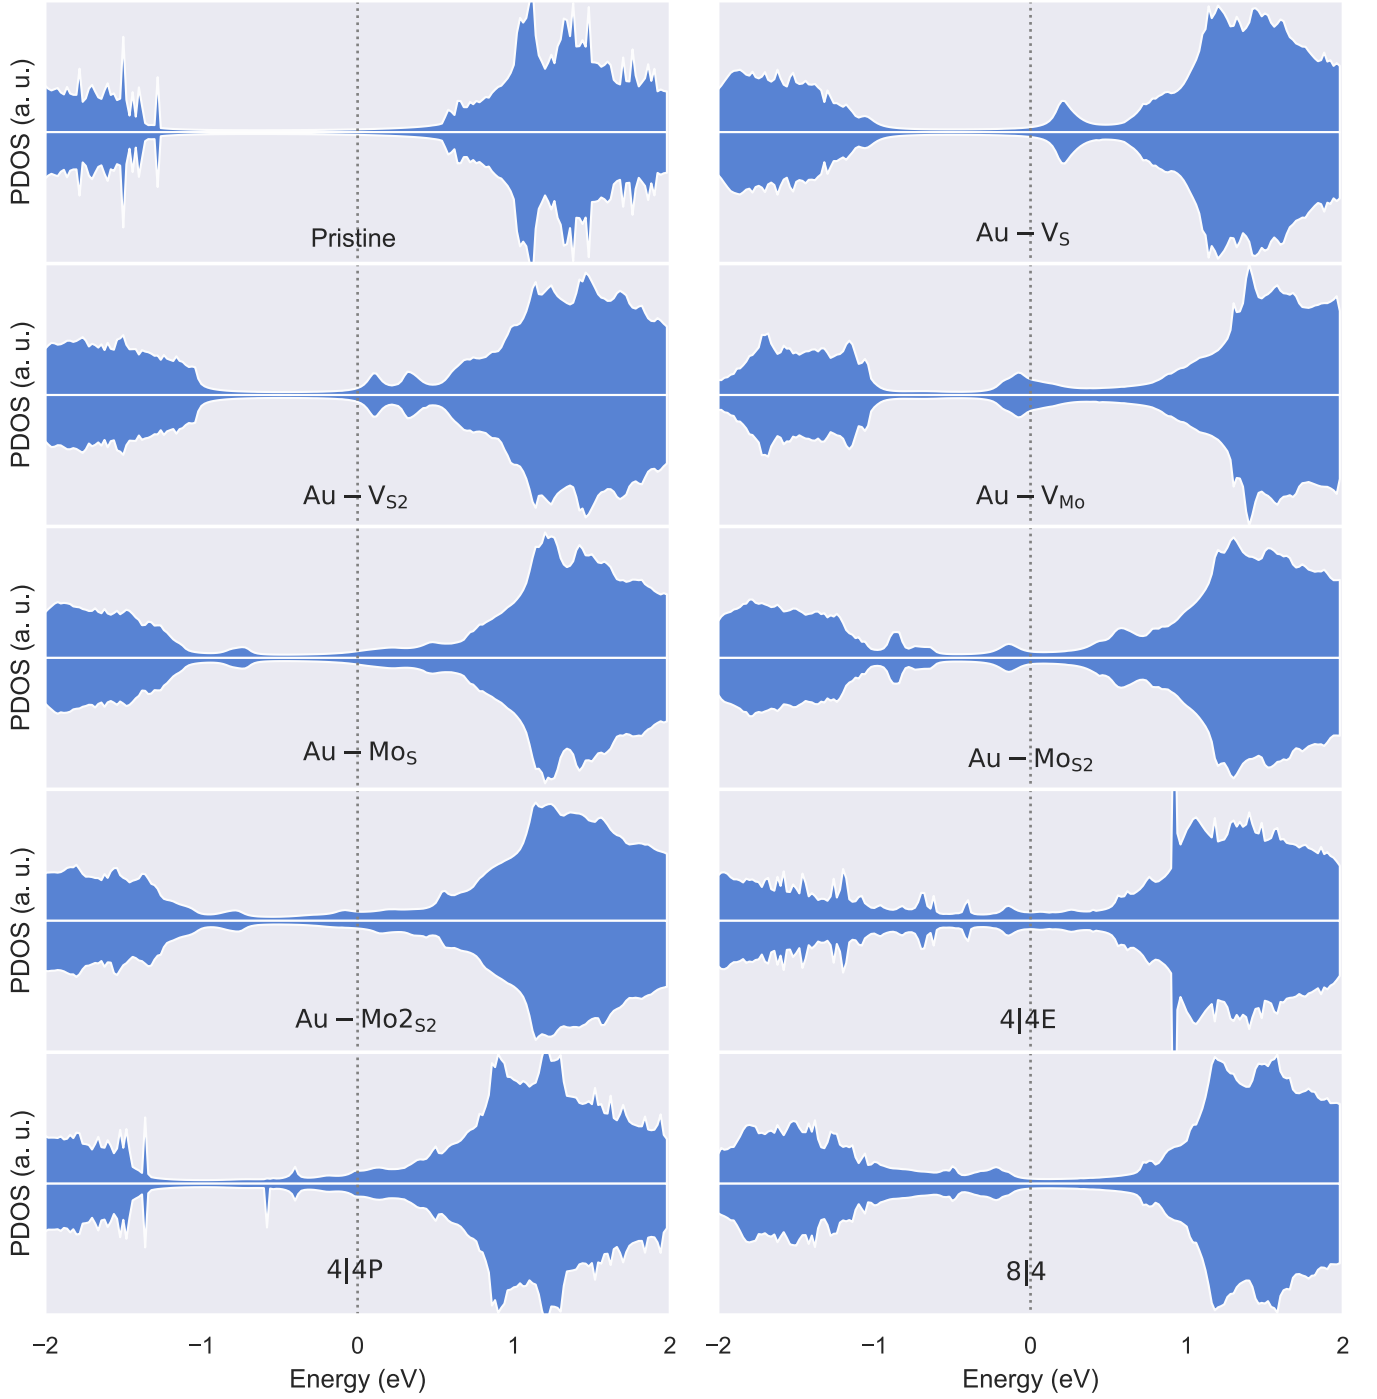 PDOS (a. u.)
Pristine
Au − V_S
PDOS (a. u.)
Au − V_S2
Au − V_Mo
PDOS (a. u.)
Au − Mo_S
Au − Mo_S2
PDOS (a. u.)
Au − Mo2_S2
4|4E
PDOS (a. u.)
4|4P
8|4
−2 −1 0 1 2
−2 −1 0 1 2
Energy (eV)
Energy (eV)